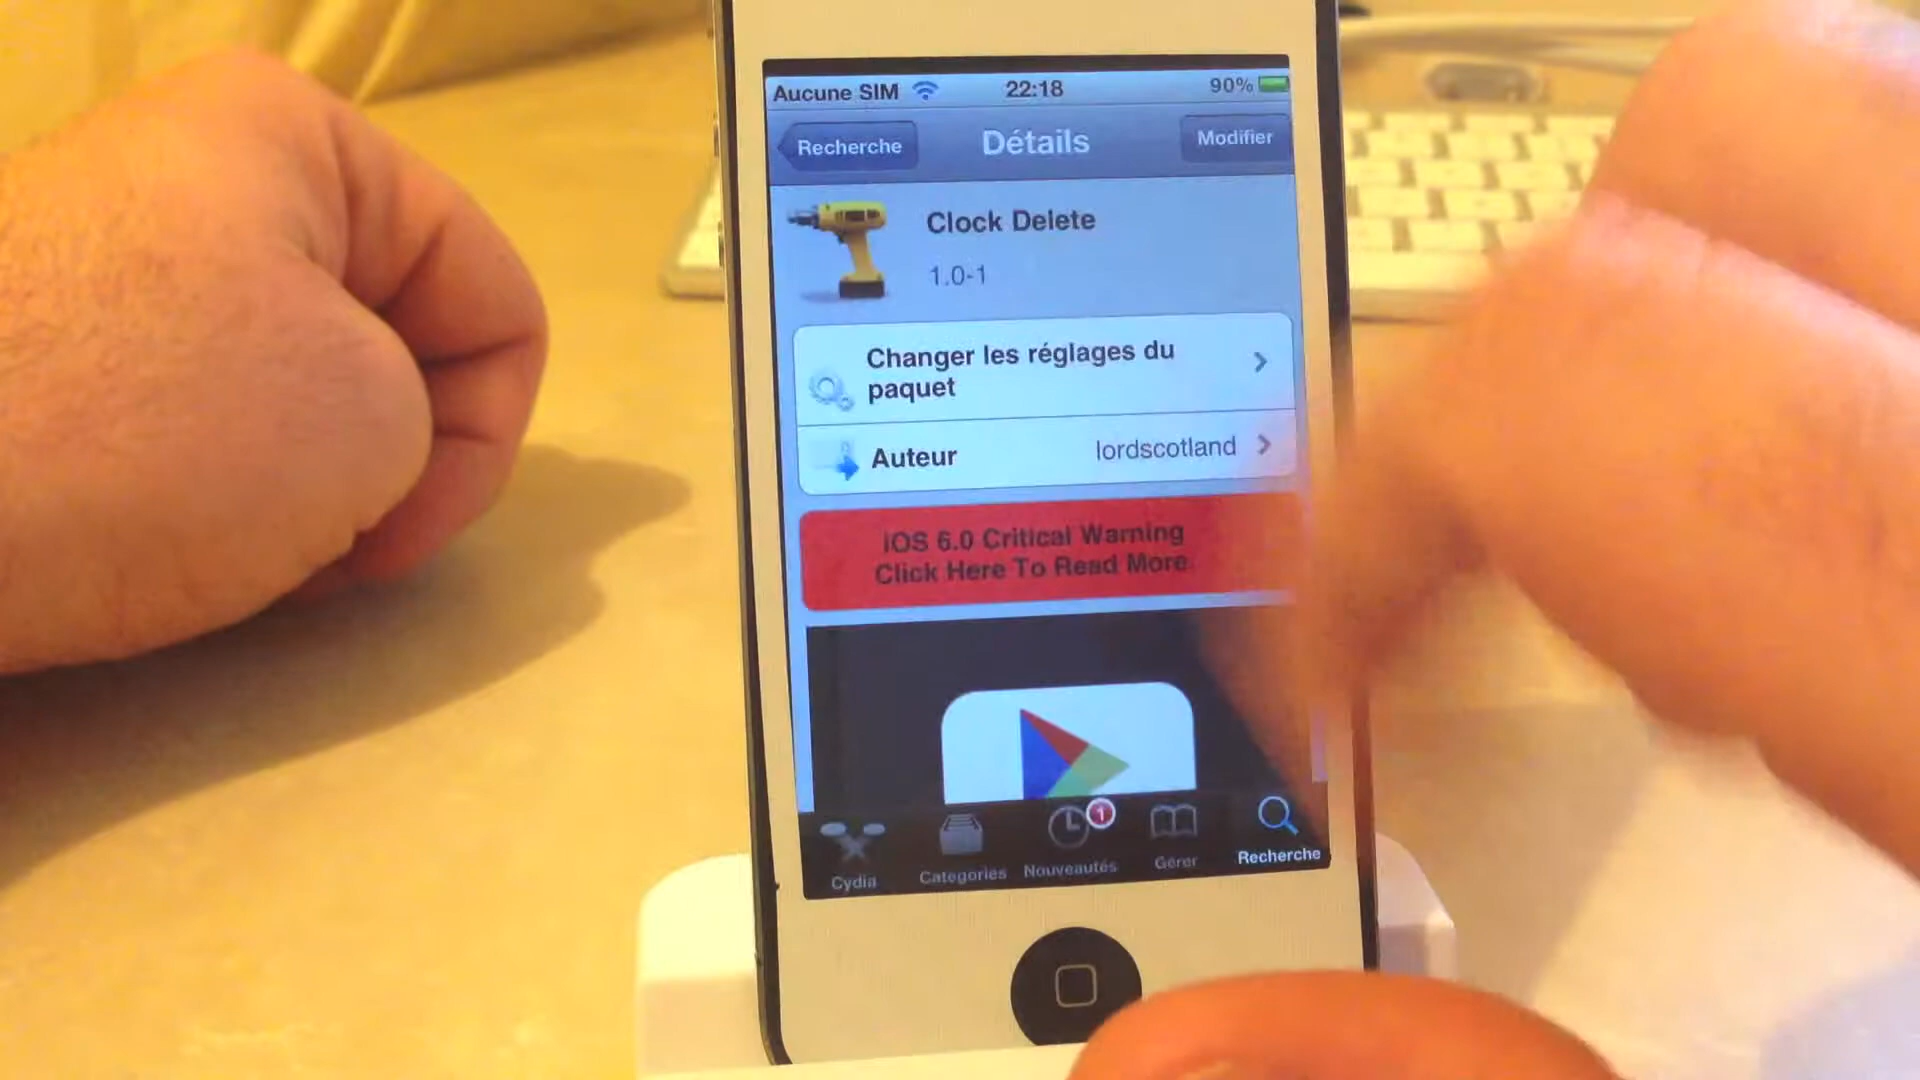 Aucune SIM 22:18 90%
Recherche Détails Modifier
Clock Delete
1.0-1
Changer les réglages du
paquet
Auteur lordscotland
iOS 6.0 Critical Warning
Click Here To Read More.
1
Cydia Catégories Nouveautés Gérer Recherche